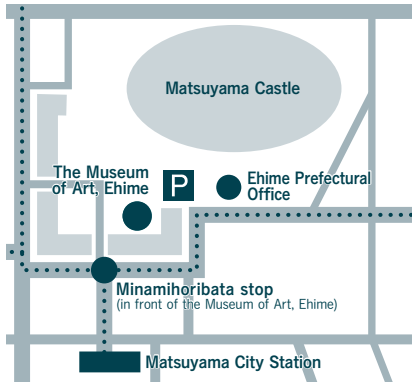 Matsuyama Castle
The Museum
of Art, Ehime
P
Ehime Prefectural
Office
Minamihoribata stop
(in front of the Museum of Art, Ehime)
Matsuyama City Station